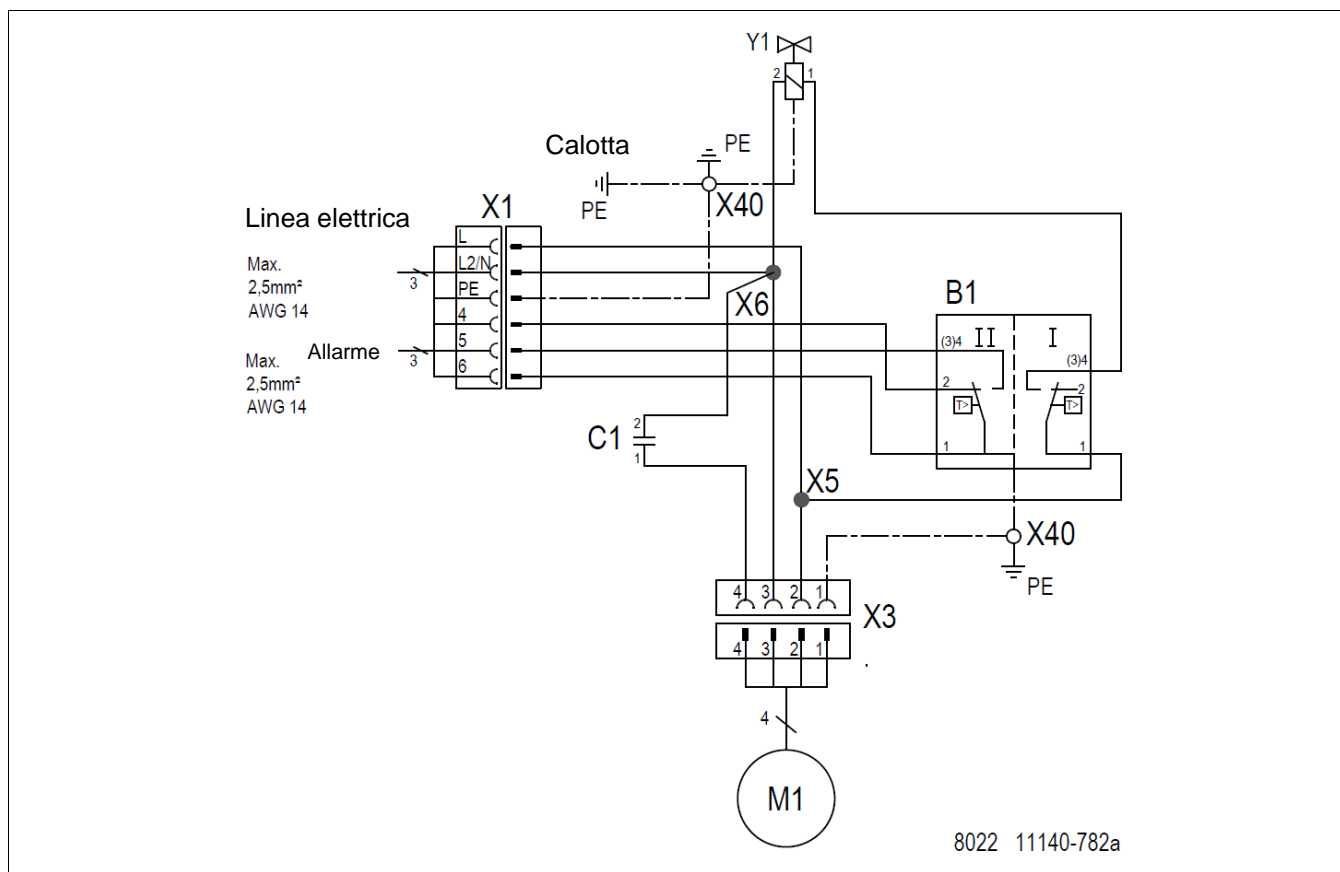 Y1
2 1
Calotta
PE
PE
X40
Linea elettrica
X1
L
L2/N
PE
4
5
6
Max.
2,5mm²
AWG 14
3
Allarme
3
Max.
2,5mm²
AWG 14
X6
B1
II I
(3)4
(3)4
2
2
T>
T>
1
1
C1
2
1
X5
X40
PE
4 3 2 1
X3
4 3 2 1
4
M1
8022 11140-782a